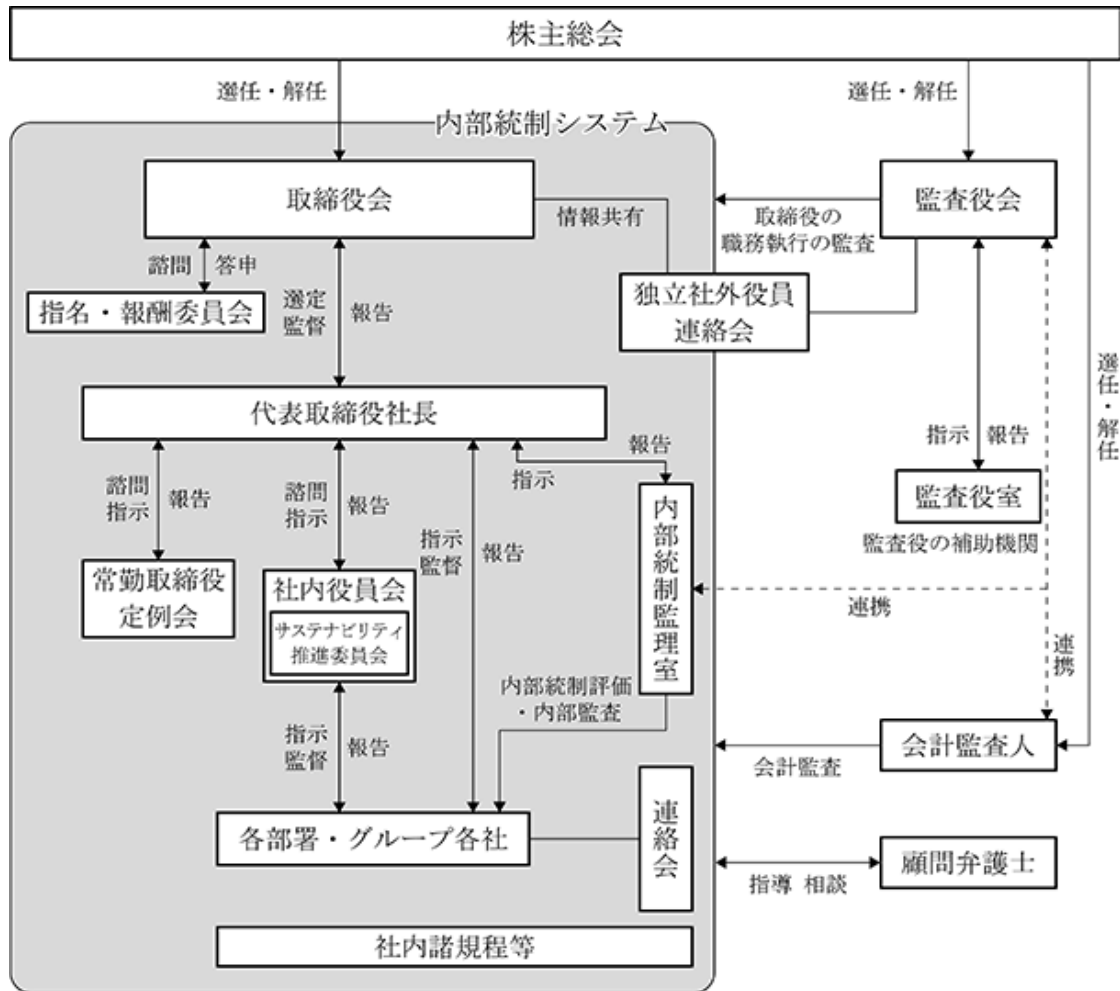 株主総会
選任・解任
選任・解任
内部統制システム
取締役会
監査役会
情報共有
取締役の
職務執行の監査
諮問 答申
指名・報酬委員会
選定
監督
報告
独立社外役員
連絡会
選任・解任
代表取締役社長
報告
指示
指示 報告
監査役室
監査役の補助機関
諮問
指示
報告
諮問
指示
報告
指示
監督
報告
内部統制監理室
常勤取締役
定例会
社内役員会
サステナビリティ
推進委員会
連携
連携
内部統制評価
・内部監査
指示
監督
報告
会計監査人
会計監査
各部署・グループ各社
連絡会
顧問弁護士
指導 相談
社内諸規程等